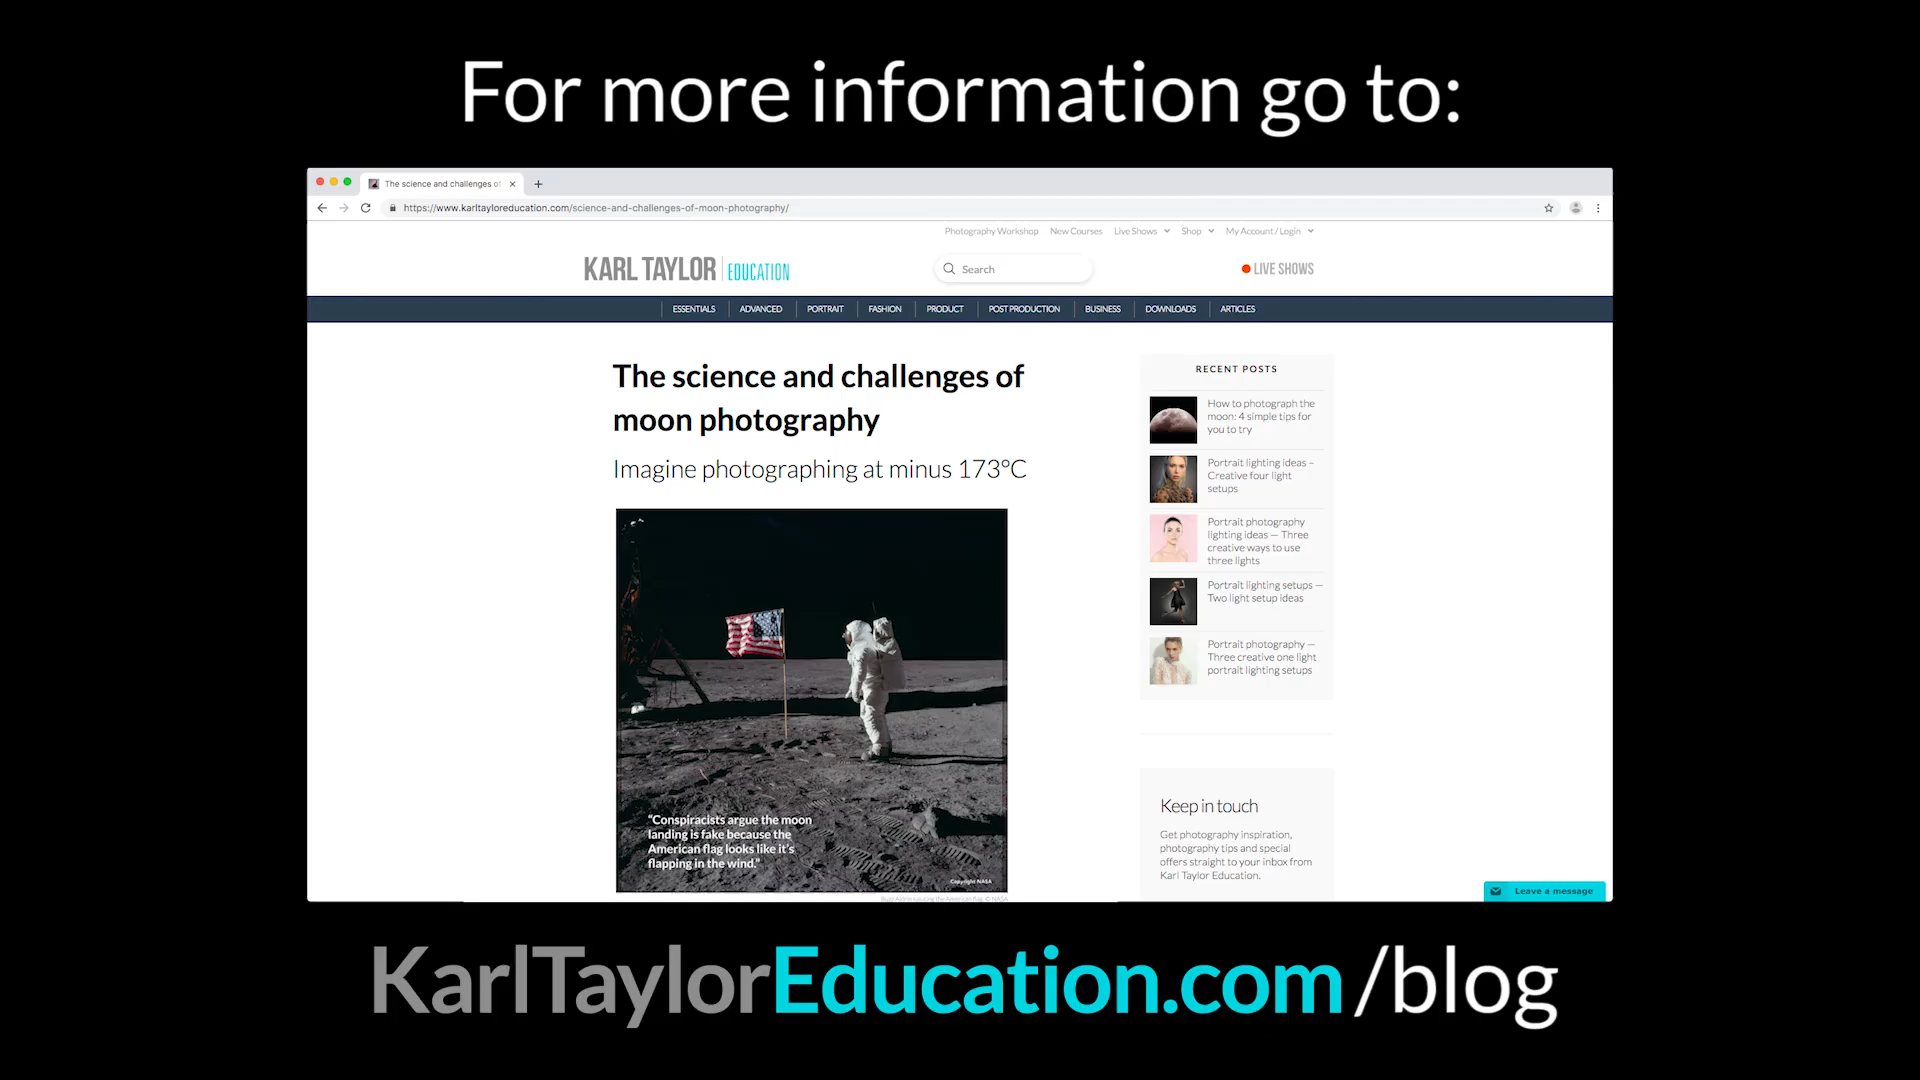 For more information go to:
The science and challenges of
https://www.karltayloreducation.com/science-and-challenges-of-moon-photography/
Photography Workshop New Courses Live Shows Shop My Account / Login
KARL TAYLOR EDUCATION
Search
LIVE SHOWS
ESSENTIALS ADVANCED PORTRAIT FASHION PRODUCT POST PRODUCTION BUSINESS DOWNLOADS ARTICLES
The science and challenges of
moon photography
Imagine photographing at minus 173°C
“Conspiracists argue the moon
landing is fake because the
American flag looks like it's
flapping in the wind.”
Copyright NASA
Buzz Aldrin saluting the American flag. © NASA
RECENT POSTS
How to photograph the
moon: 4 simple tips for
you to try
Portrait lighting ideas –
Creative four light
setups
Portrait photography
lighting ideas — Three
creative ways to use
three lights
Portrait lighting setups —
Two light setup ideas
Portrait photography —
Three creative one light
portrait lighting setups
Keep in touch
Get photography inspiration,
photography tips and special
offers straight to your inbox from
Karl Taylor Education.
Leave a message
KarlTaylorEducation.com/blog